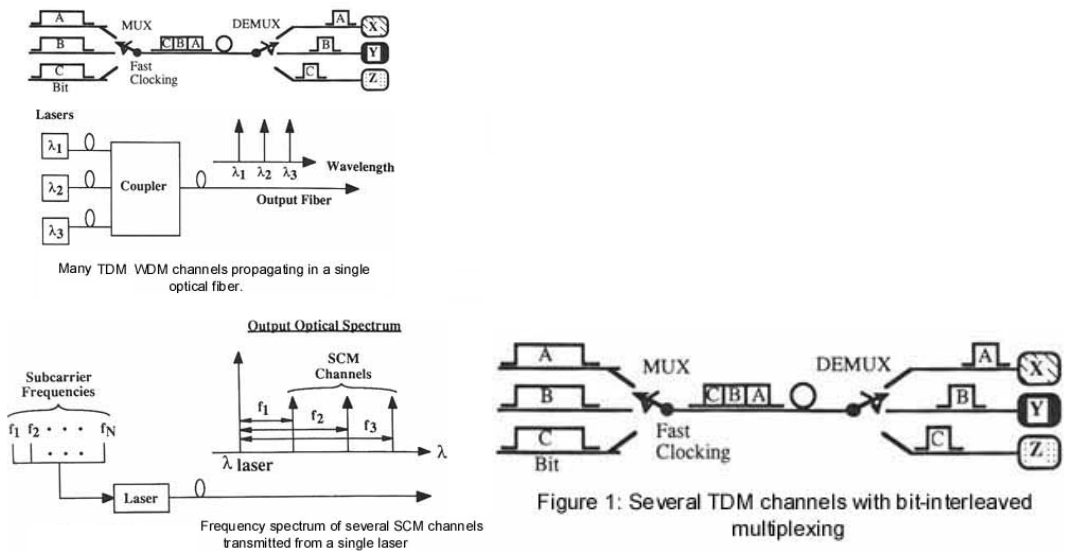 A MUX DEMUX A X
B C B A B Y
C Fast Clocking C Z
Bit
Lasers
λ1
λ2 Coupler
λ3
λ1 λ2 λ3 Wavelength
Output Fiber
Many TDM WDM channels propagating in a single
optical fiber.
Output Optical Spectrum
SCM
Channels
Subcarrier
Frequencies
f1 f2 . . . fN
. . .
f1
f2
f3
λ
λ laser
Laser
Frequency spectrum of several SCM channels
transmitted from a single laser
A MUX DEMUX A X
B C B A B Y
C Fast C Z
Bit Clocking
Figure 1: Several TDM channels with bit-interleaved
multiplexing